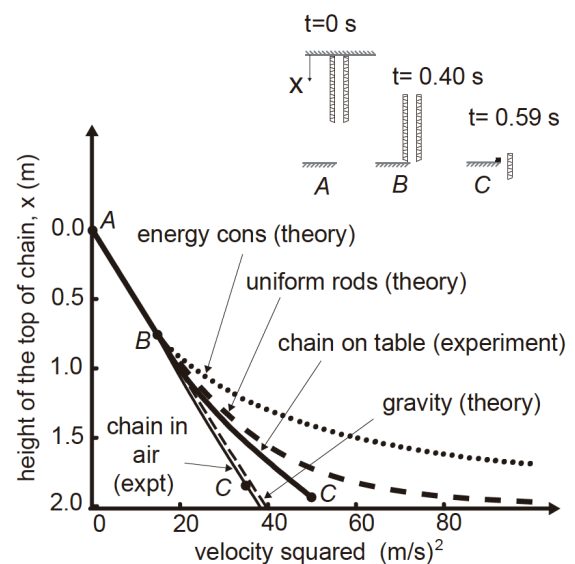 t=0 s
x
t= 0.40 s
t= 0.59 s
A
B
C
height of the top of chain, x (m)
0.0
0.5
1.0
1.5
2.0
A
energy cons (theory)
uniform rods (theory)
B
chain on table (experiment)
gravity (theory)
chain in
air
(expt)
C
C
0
20
40
60
80
velocity squared (m/s)2